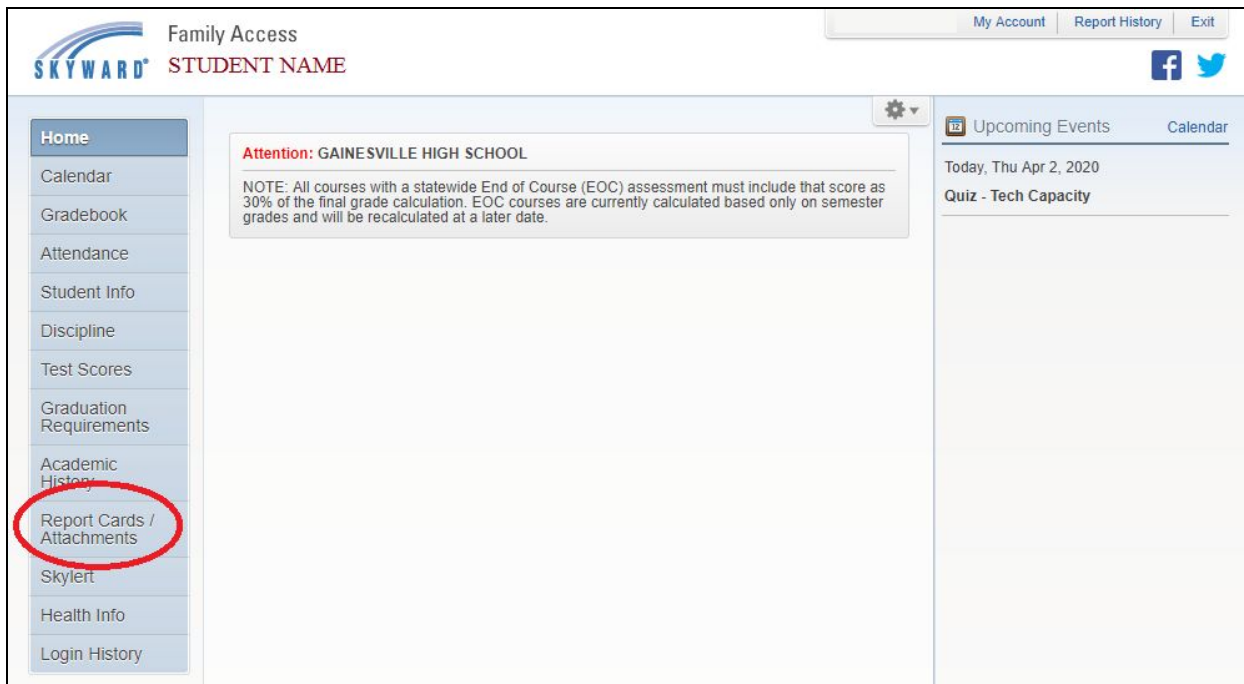 SKYWARD®
Family Access
STUDENT NAME
My Account
Report History
Exit
Home
Calendar
Gradebook
Attendance
Student Info
Discipline
Test Scores
Graduation
Requirements
Academic
History
Report Cards /
Attachments
Skylert
Health Info
Login History
Attention: GAINESVILLE HIGH SCHOOL
NOTE: All courses with a statewide End of Course (EOC) assessment must include that score as
30% of the final grade calculation. EOC courses are currently calculated based only on semester
grades and will be recalculated at a later date.
12
Upcoming Events
Calendar
Today, Thu Apr 2, 2020
Quiz - Tech Capacity